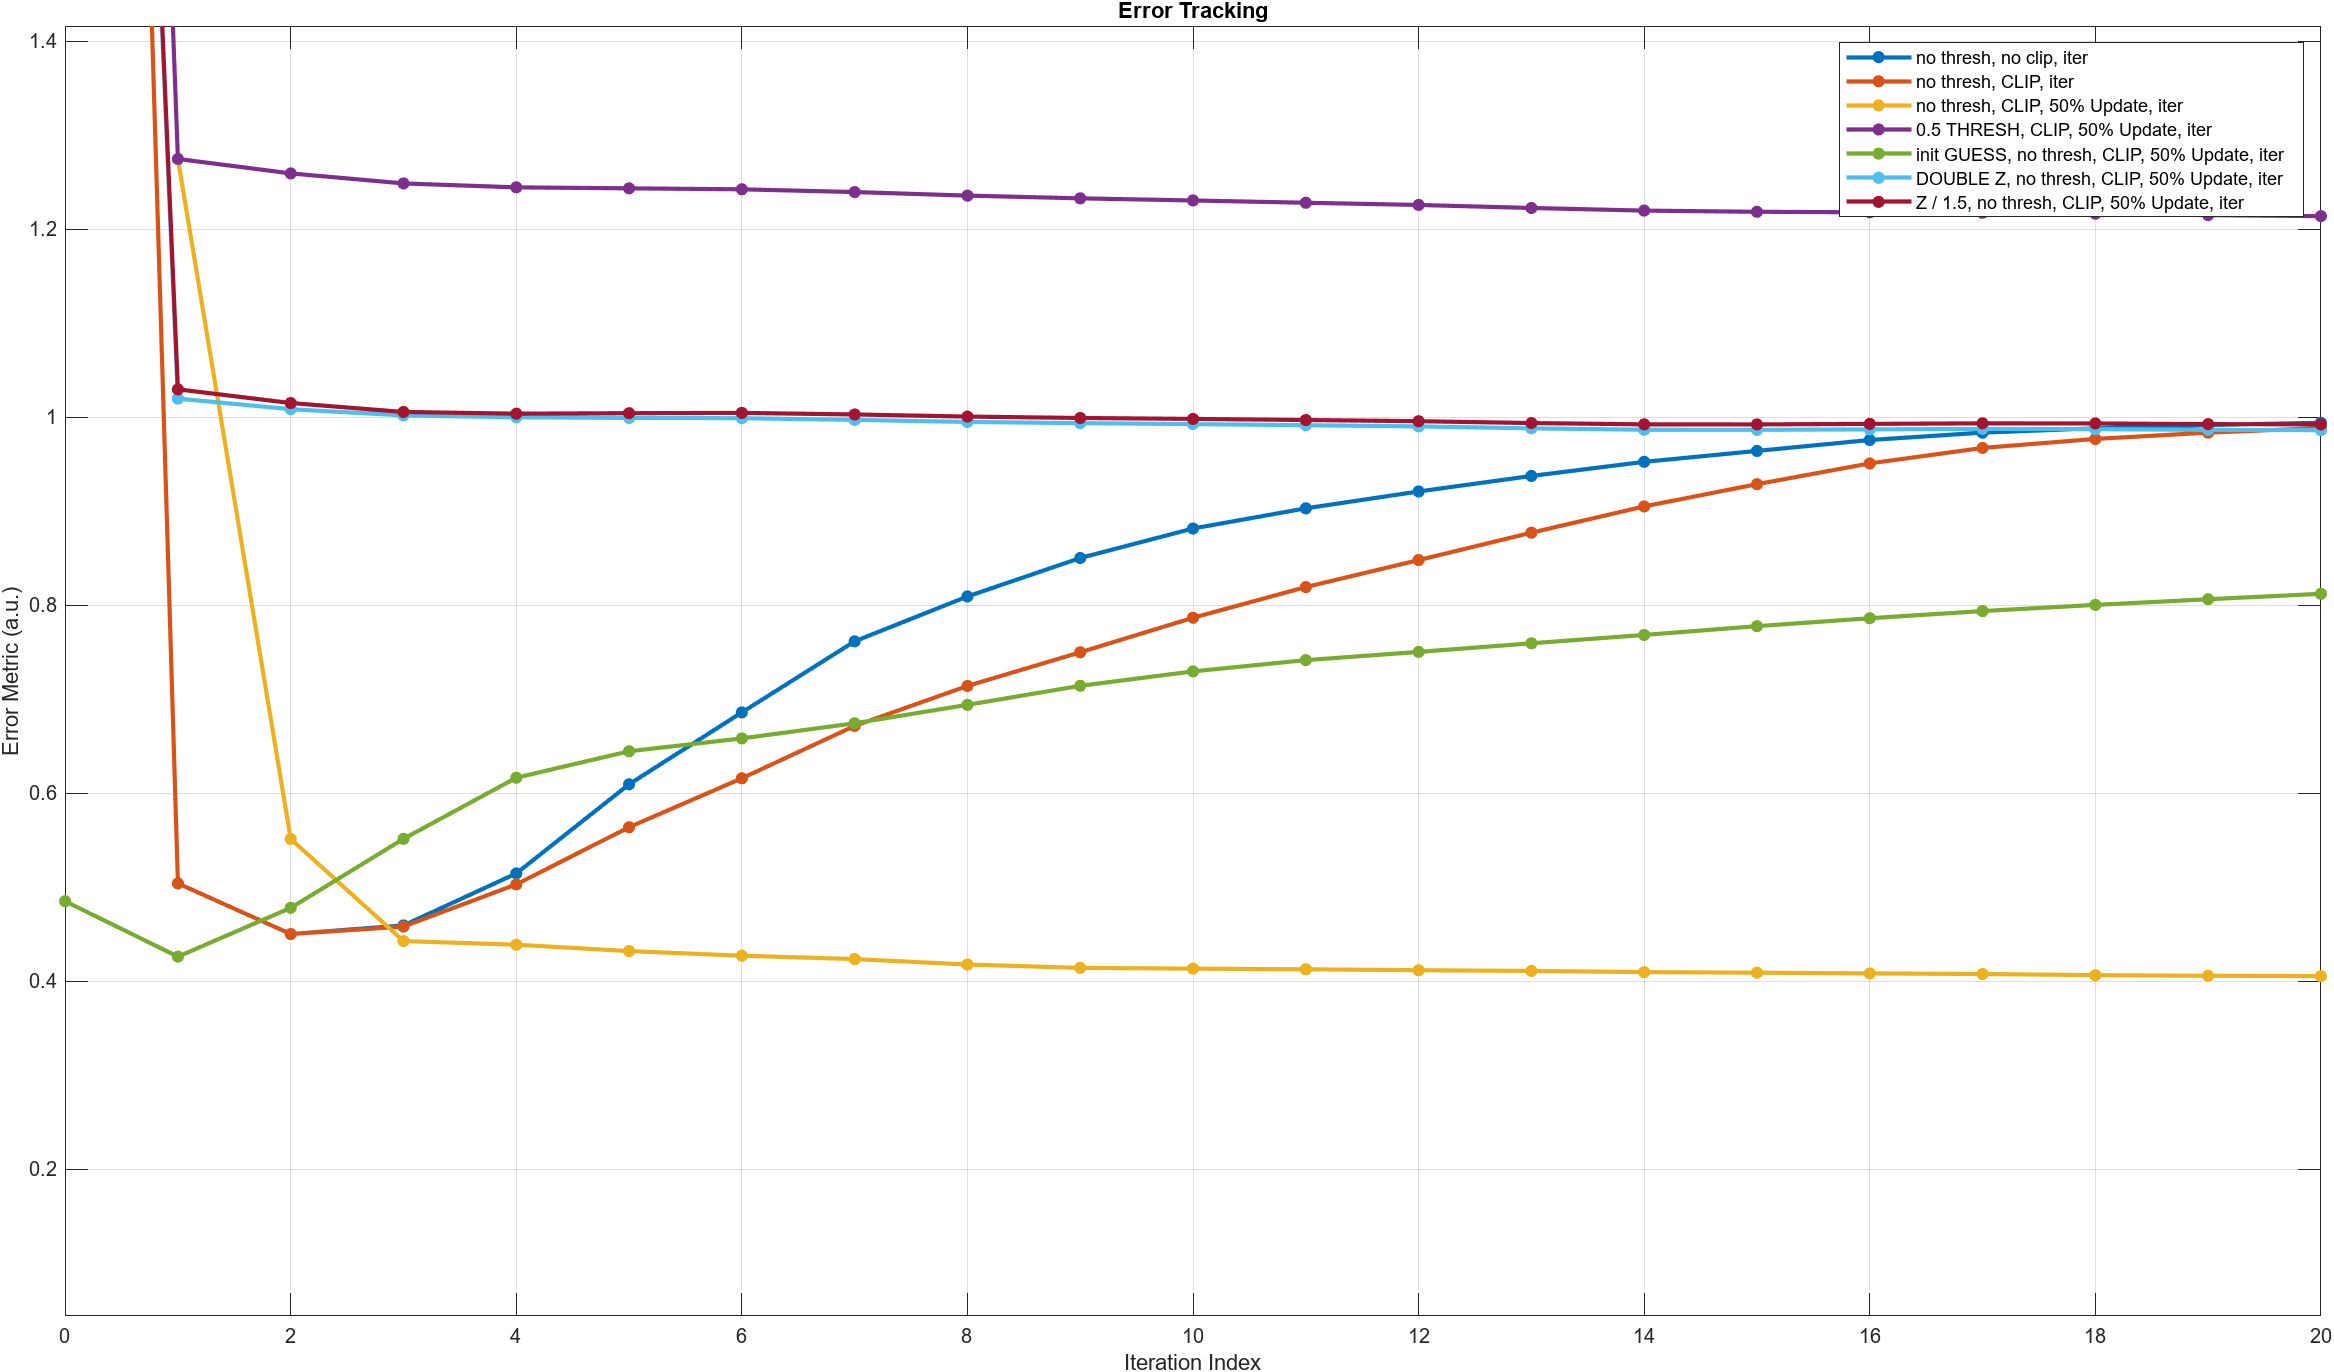 Error Tracking
1.4
1.2
1
0.8
0.6
0.4
0.2
Error Metric (a.u.)
no thresh, no clip, iter
no thresh, CLIP, iter
no thresh, CLIP, 50% Update, iter
0.5 THRESH, CLIP, 50% Update, iter
init GUESS, no thresh, CLIP, 50% Update, iter
DOUBLE Z, no thresh, CLIP, 50% Update, iter
Z / 1.5, no thresh, CLIP, 50% Update, iter
0 2 4 6 8 10 12 14 16 18 20
Iteration Index